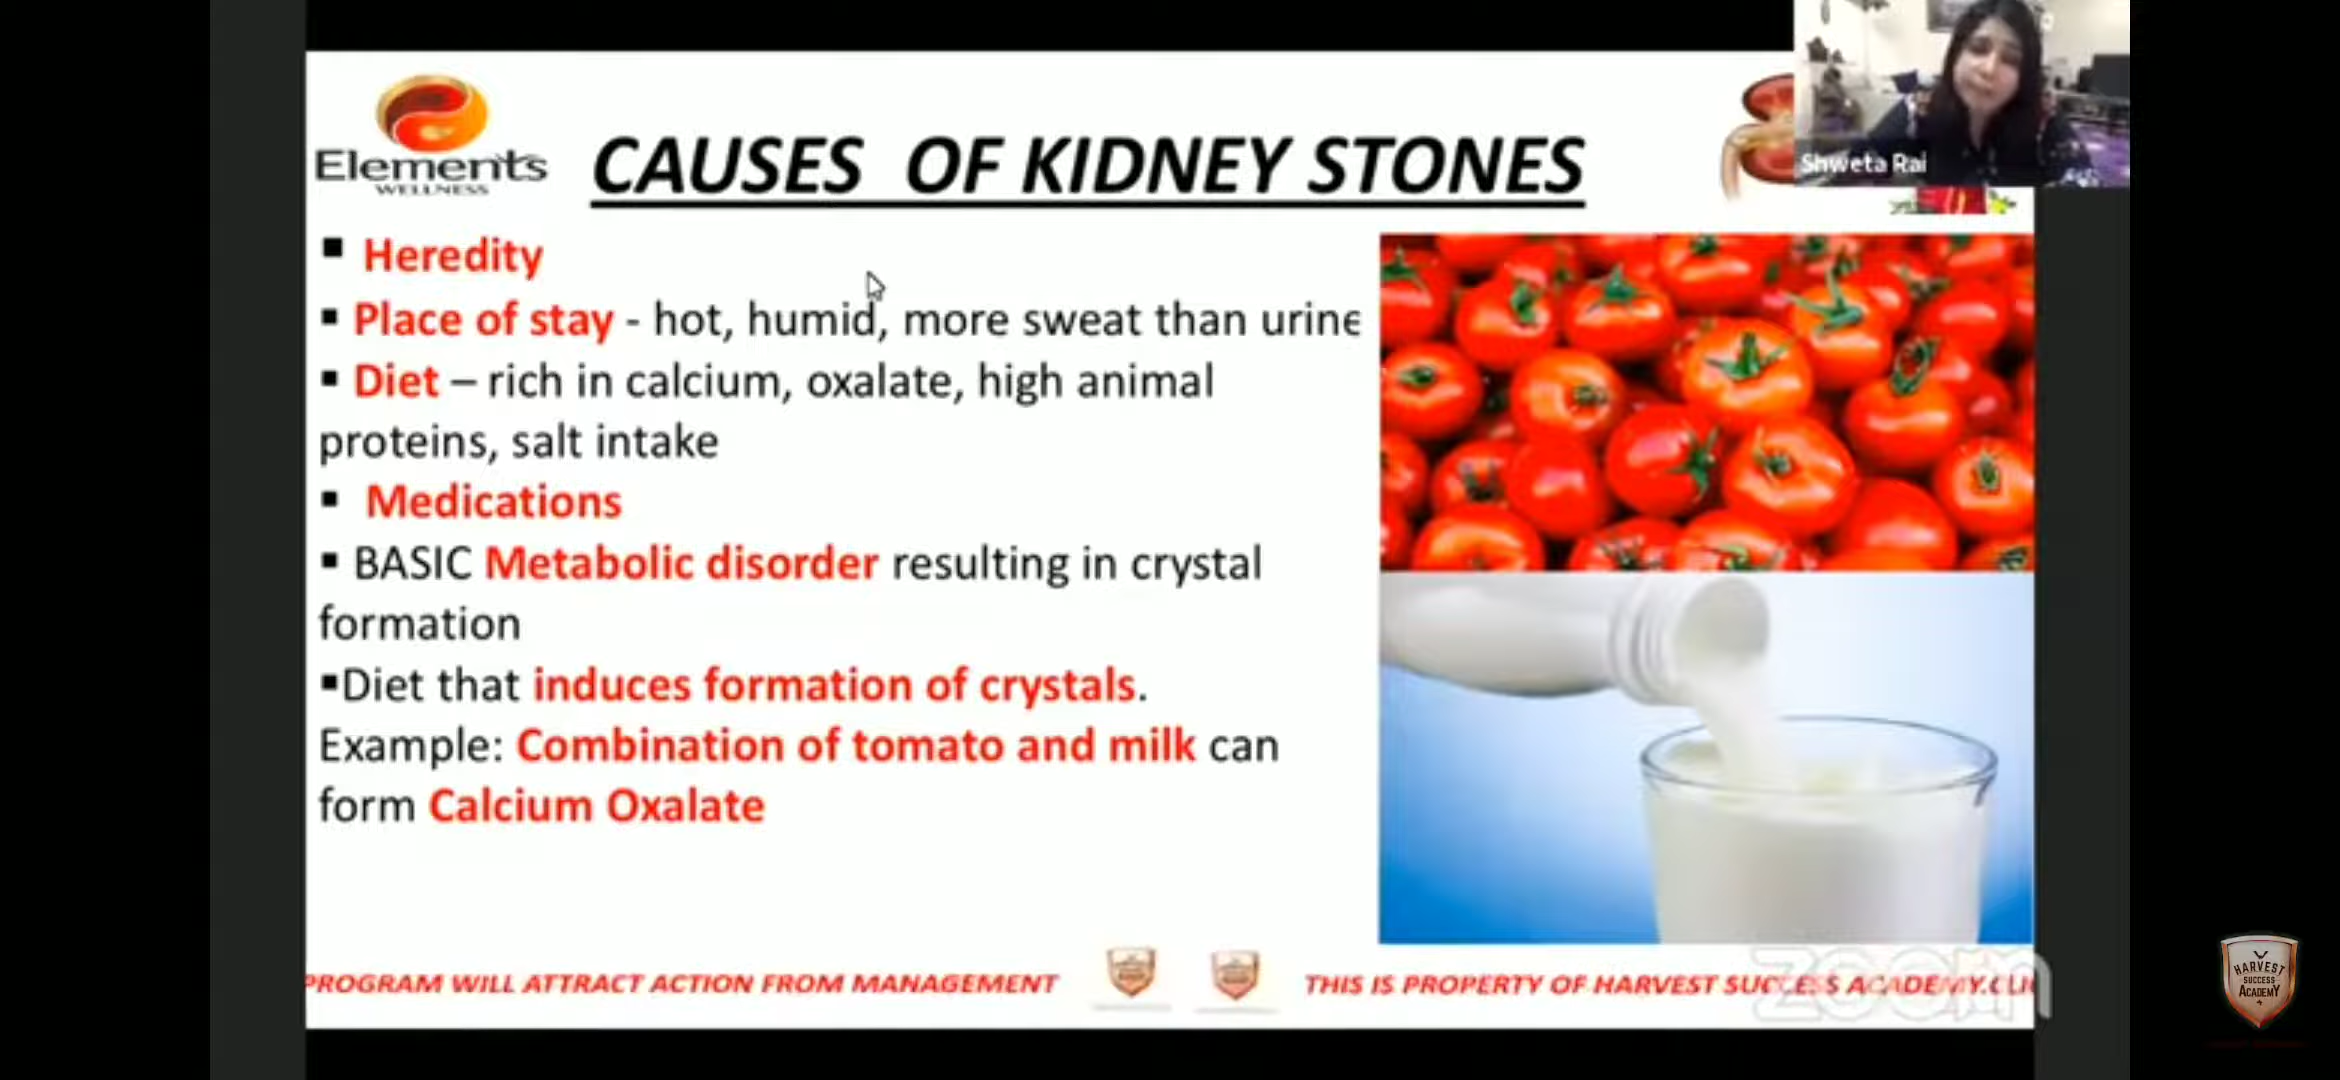 Elements
WELLNESS
CAUSES OF KIDNEY STONES
Shweta Rai
▪ Heredity
▪ Place of stay - hot, humid, more sweat than urine
▪ Diet – rich in calcium, oxalate, high animal
proteins, salt intake
▪ Medications
▪ BASIC Metabolic disorder resulting in crystal
formation
▪Diet that induces formation of crystals.
Example: Combination of tomato and milk can
form Calcium Oxalate
PROGRAM WILL ATTRACT ACTION FROM MANAGEMENT
THIS IS PROPERTY OF HARVEST SUCCESS ACADEMY.
zoom
HARVEST
SUCCESS
ACADEMY